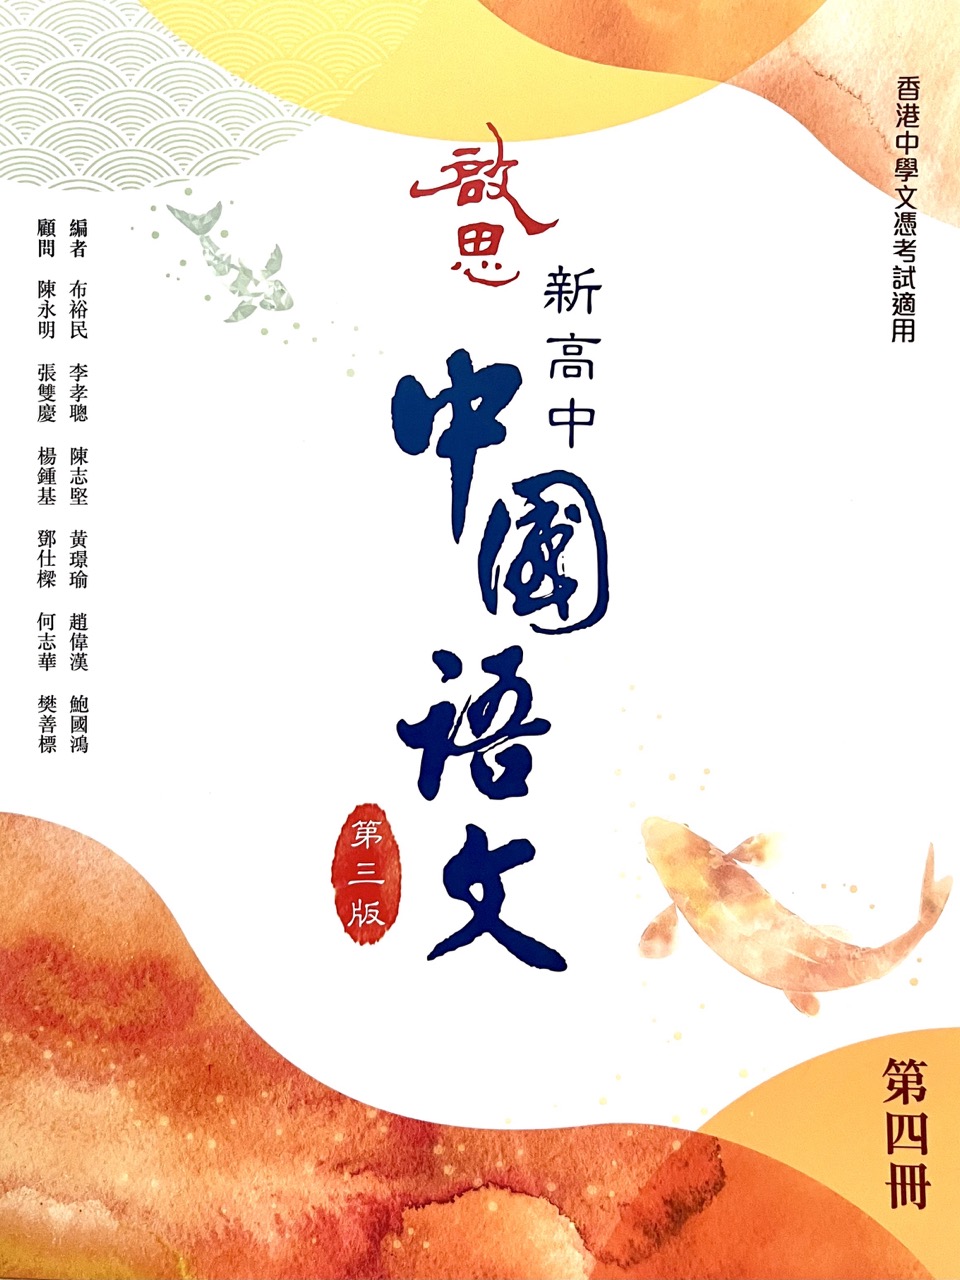 香港中學文憑考試適用
啟思
新高中
中國語文
第三版
編者 布裕民 李孝聰 陳志堅 黃璟瑜 趙偉漢 鮑國鴻
顧問 陳永明 張雙慶 楊鍾基 鄧仕樑 何志華 樊善標
第四冊